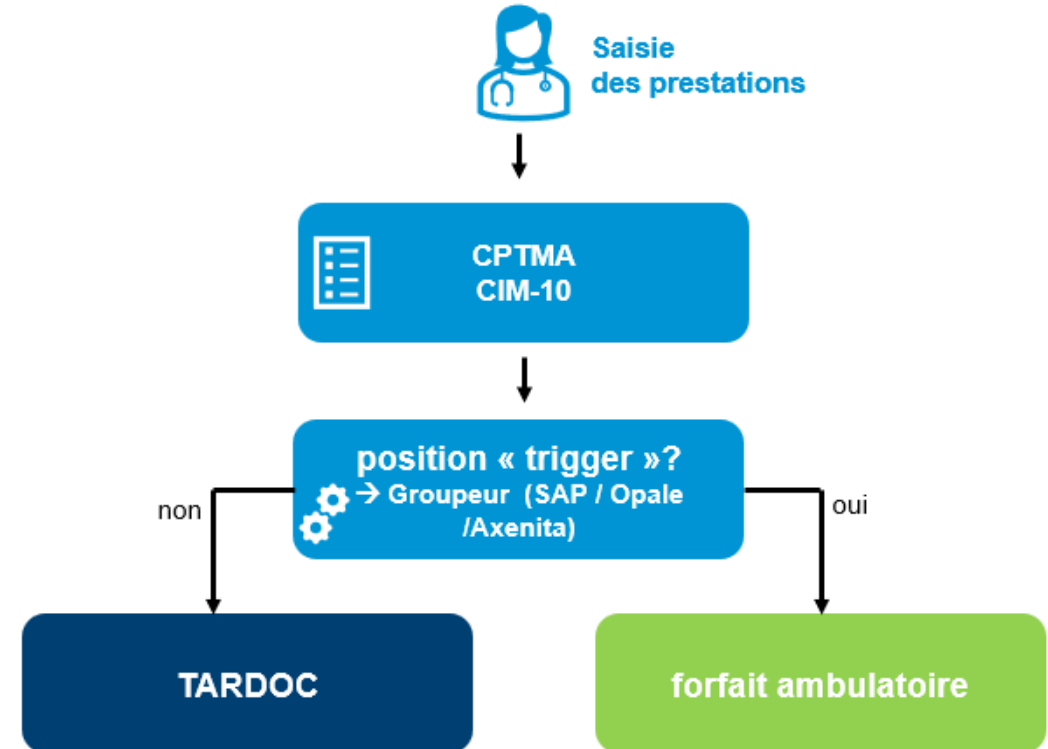 Saisie
des prestations
CPTMA
CIM-10
position « trigger »?
→ Groupeur (SAP / Opale
/Axenita)
non
oui
TARDOC
forfait ambulatoire